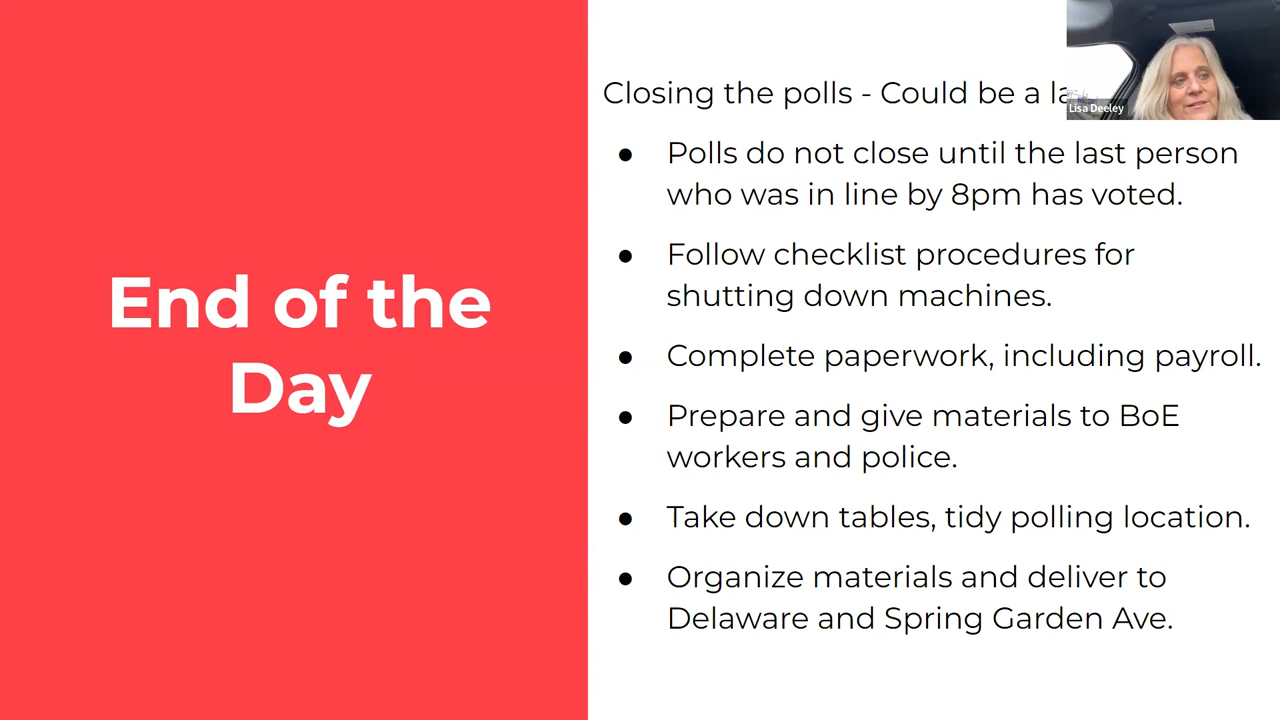 Closing the polls - Could be a
Lisa Deeley
● Polls do not close until the last person
who was in line by 8pm has voted.
● Follow checklist procedures for
shutting down machines.
● Complete paperwork, including payroll.
● Prepare and give materials to BoE
workers and police.
● Take down tables, tidy polling location.
● Organize materials and deliver to
Delaware and Spring Garden Ave.
End of the
Day